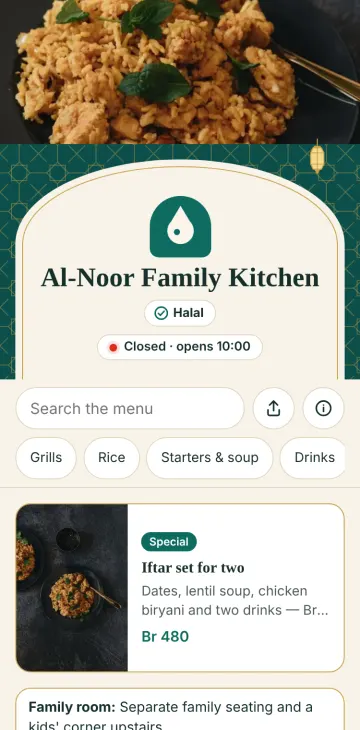 Al-Noor Family Kitchen
Halal
Closed · opens 10:00
Search the menu
Grills
Rice
Starters & soup
Drinks
Special
Iftar set for two
Dates, lentil soup, chicken
biryani and two drinks — Br...
Br 480
Family room: Separate family seating and a
kids' corner upstairs